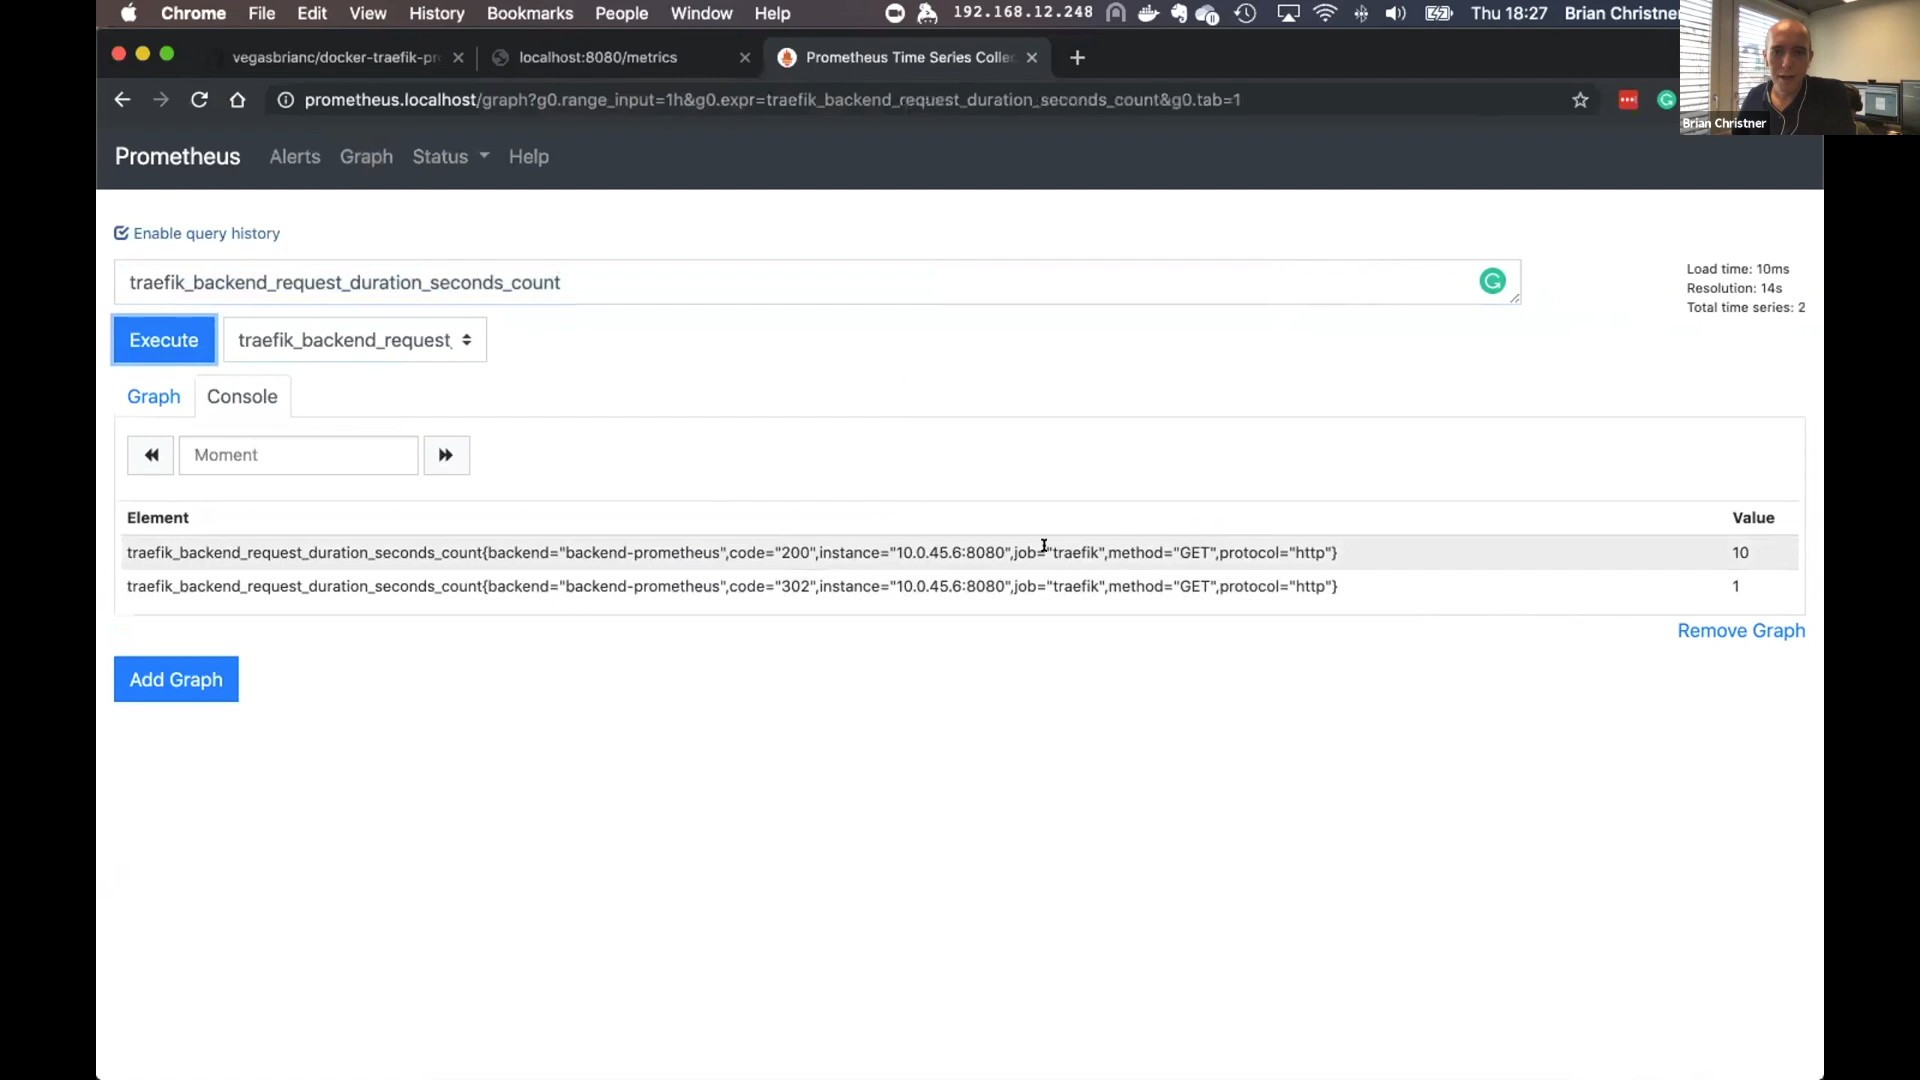 Chrome File Edit View History Bookmarks People Window Help 192.168.12.248 Thu 18:27 Brian Christner
vegasbrianc/docker-traefik-pr localhost:8080/metrics Prometheus Time Series Collec
prometheus.localhost/graph?g0.range_input=1h&g0.expr=traefik_backend_request_duration_seconds_count&g0.tab=1
Brian Christner
Prometheus Alerts Graph Status Help
Enable query history
traefik_backend_request_duration_seconds_count
Load time: 10ms
Resolution: 14s
Total time series: 2
Execute traefik_backend_request_
Graph Console
Moment
Element Value
traefik_backend_request_duration_seconds_count{backend="backend-prometheus",code="200",instance="10.0.45.6:8080",job="traefik",method="GET",protocol="http"} 10
traefik_backend_request_duration_seconds_count{backend="backend-prometheus",code="302",instance="10.0.45.6:8080",job="traefik",method="GET",protocol="http"} 1
Remove Graph
Add Graph